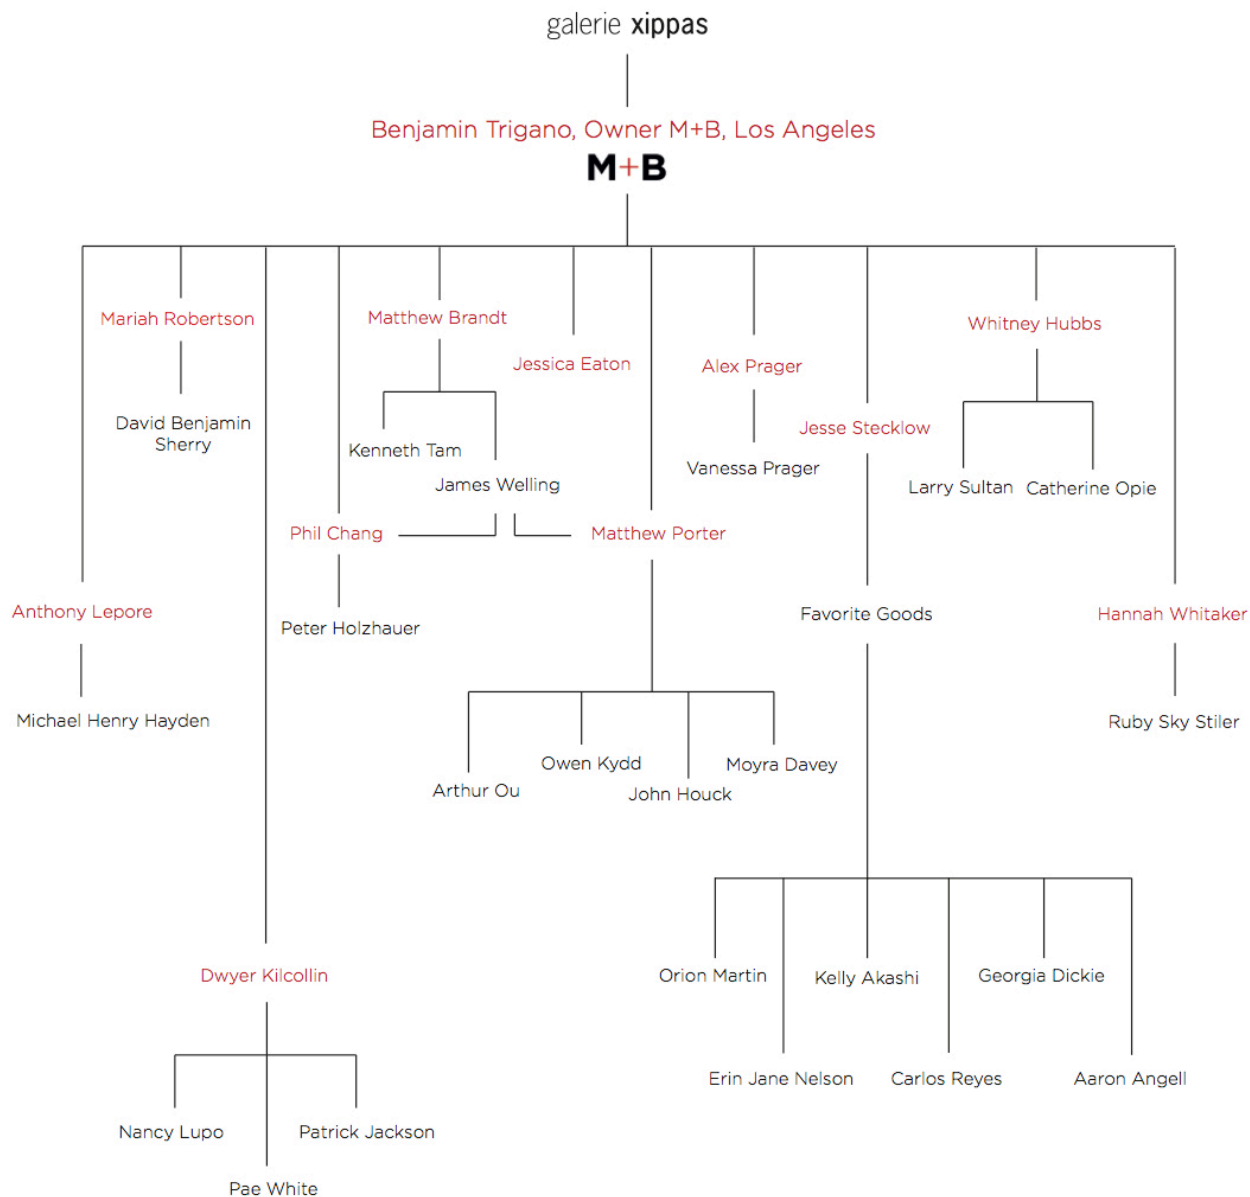 galerie xippas
Benjamin Trigano, Owner M+B, Los Angeles
M+B
Mariah Robertson
Matthew Brandt
Whitney Hubbs
Jessica Eaton
Alex Prager
David Benjamin
Sherry
Jesse Stecklow
Kenneth Tam
Vanessa Prager
James Welling
Larry Sultan
Catherine Opie
Phil Chang
Matthew Porter
Anthony Lepore
Favorite Goods
Hannah Whitaker
Peter Holzhauer
Michael Henry Hayden
Ruby Sky Stiler
Owen Kydd
Moyra Davey
Arthur Ou
John Houck
Dwyer Kilcollin
Orion Martin
Kelly Akashi
Georgia Dickie
Erin Jane Nelson
Carlos Reyes
Aaron Angell
Nancy Lupo
Patrick Jackson
Pae White